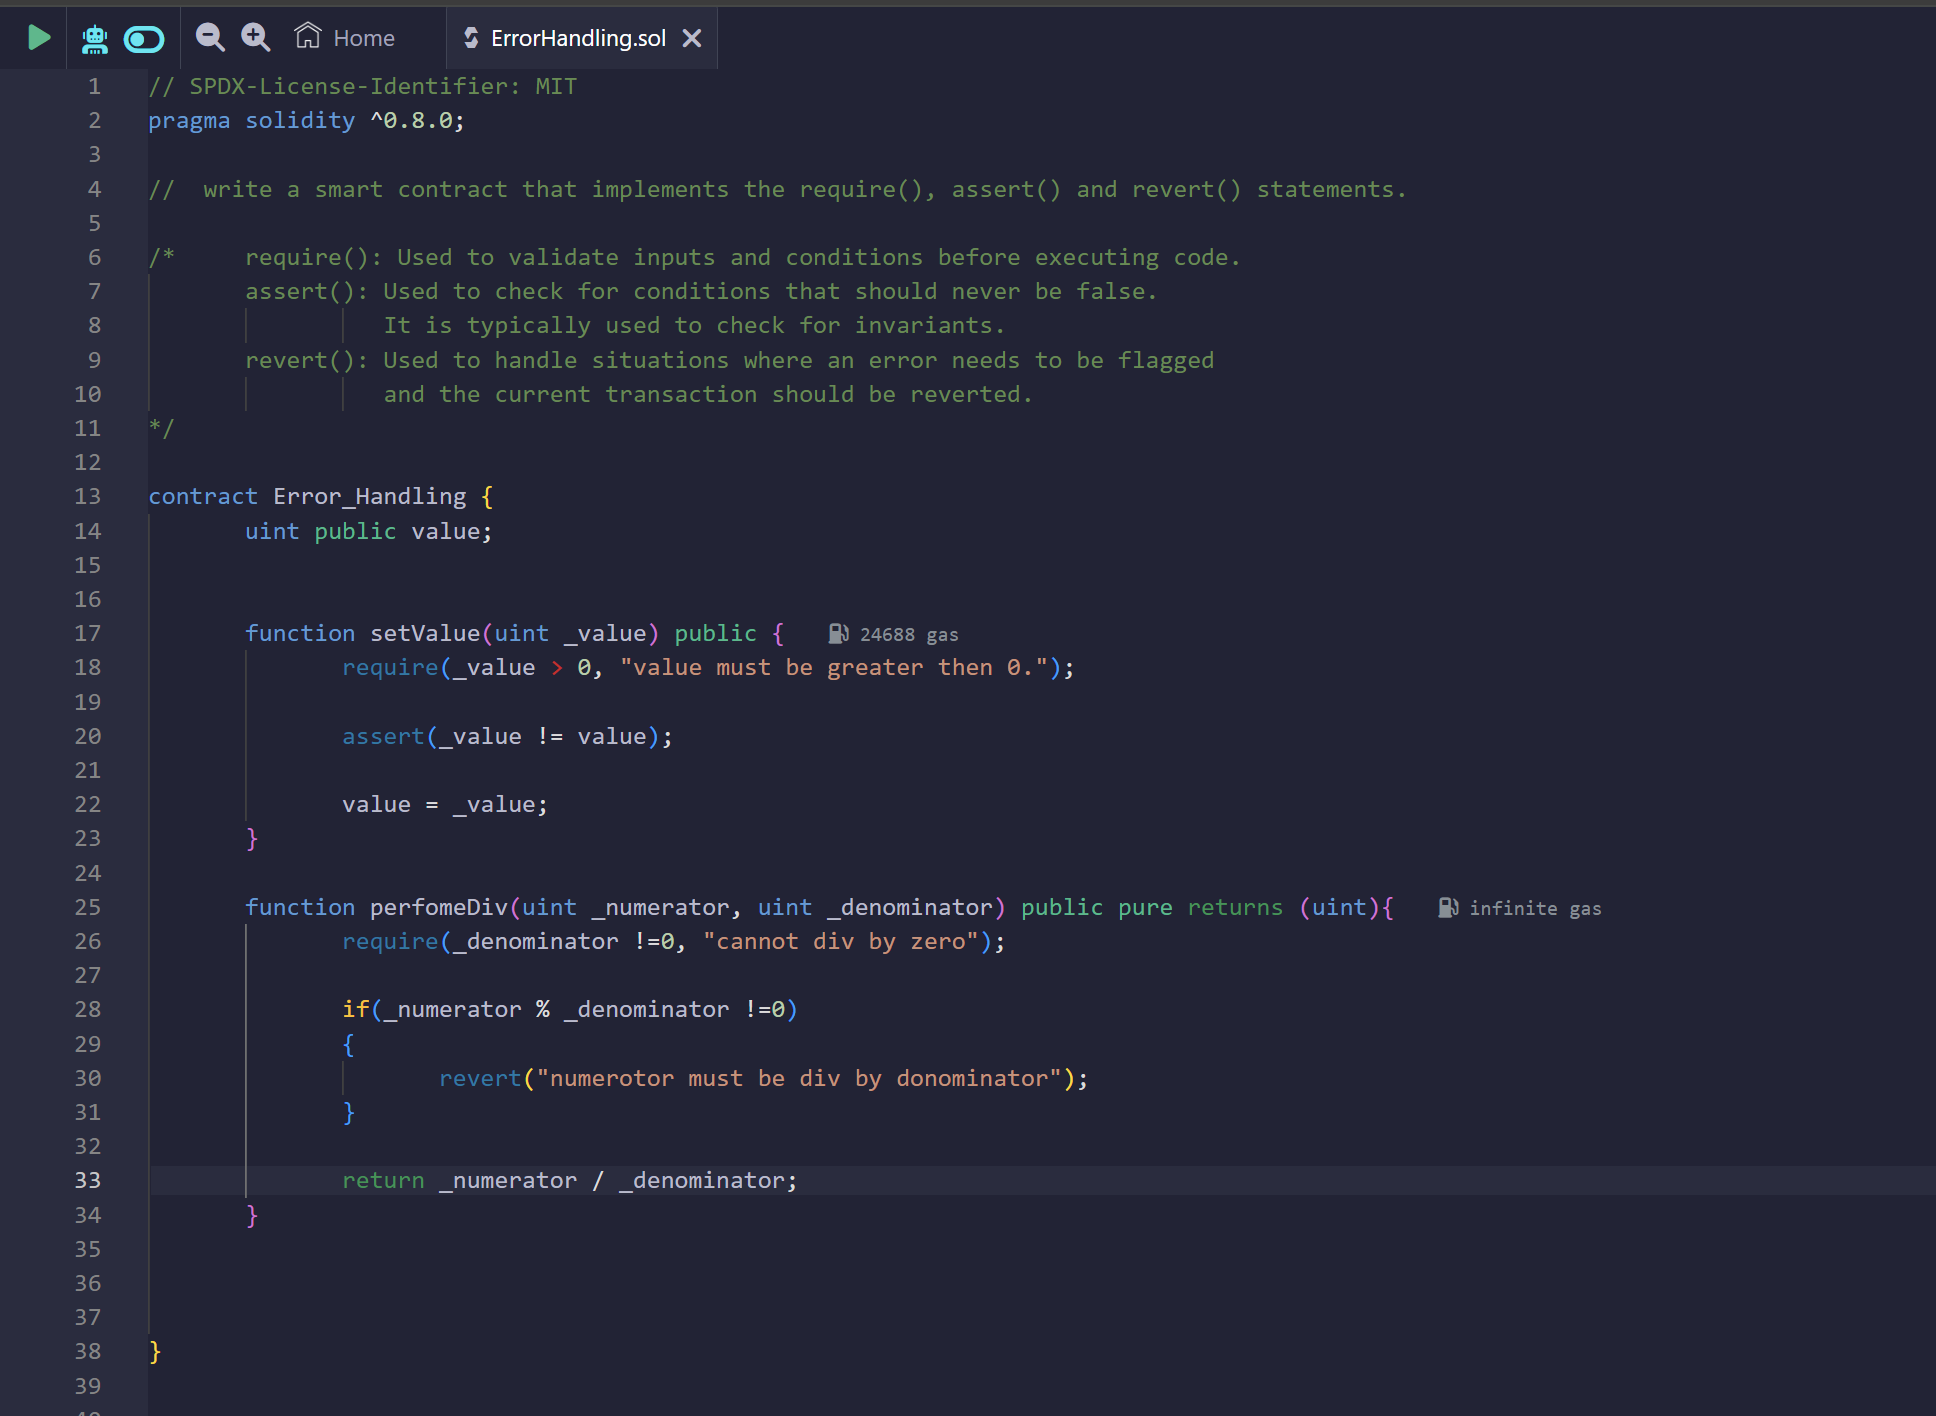 Home
ErrorHandling.sol
1 // SPDX-License-Identifier: MIT
2 pragma solidity ^0.8.0;
3
4 //  write a smart contract that implements the require(), assert() and revert() statements.
5
6 /*     require(): Used to validate inputs and conditions before executing code.
7        assert(): Used to check for conditions that should never be false.
8                  It is typically used to check for invariants.
9        revert(): Used to handle situations where an error needs to be flagged
10                 and the current transaction should be reverted.
11 */
12
13 contract Error_Handling {
14        uint public value;
15
16
17        function setValue(uint _value) public {   24688 gas
18               require(_value > 0, "value must be greater then 0.");
19
20               assert(_value != value);
21
22               value = _value;
23        }
24
25        function perfomeDiv(uint _numerator, uint _denominator) public pure returns (uint){   infinite gas
26               require(_denominator !=0, "cannot div by zero");
27
28               if(_numerator % _denominator !=0)
29               {
30                      revert("numerotor must be div by donominator");
31               }
32
33               return _numerator / _denominator;
34        }
35
36
37
38 }
39